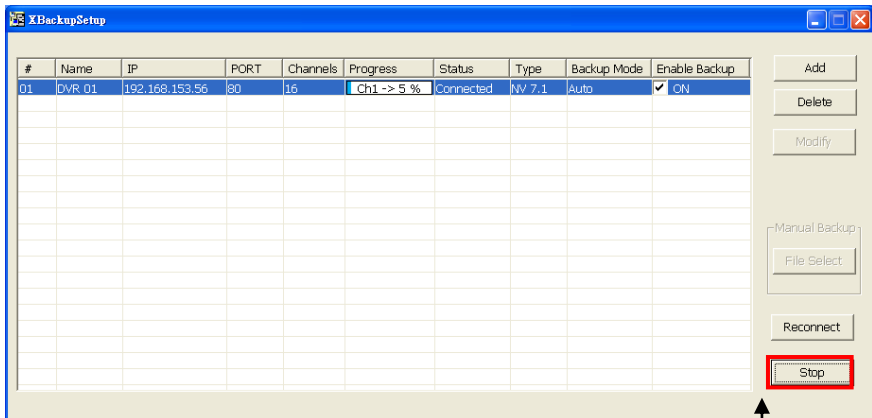 XBackupSetup
# Name IP PORT Channels Progress Status Type Backup Mode Enable Backup
01 DVR 01 192.168.153.56 80 16 Ch1 -> 5 % Connected NV 7.1 Auto ON
Add
Delete
Modify
Manual Backup
File Select
Reconnect
Stop